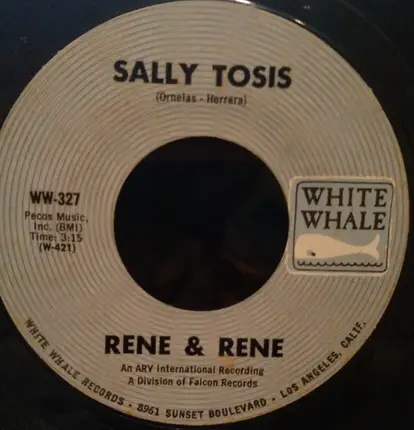 SALLY TOSIS
(Ornelas - Herrera)
WW-327
Pecos Music,
Inc. (BMI)
Time: 3:15
(W-421)
WHITE
WHALE
RENE & RENE
An ARV International Recording
A Division of Falcon Records
WHITE WHALE RECORDS • 8961 SUNSET BOULEVARD • LOS ANGELES, CALIF.